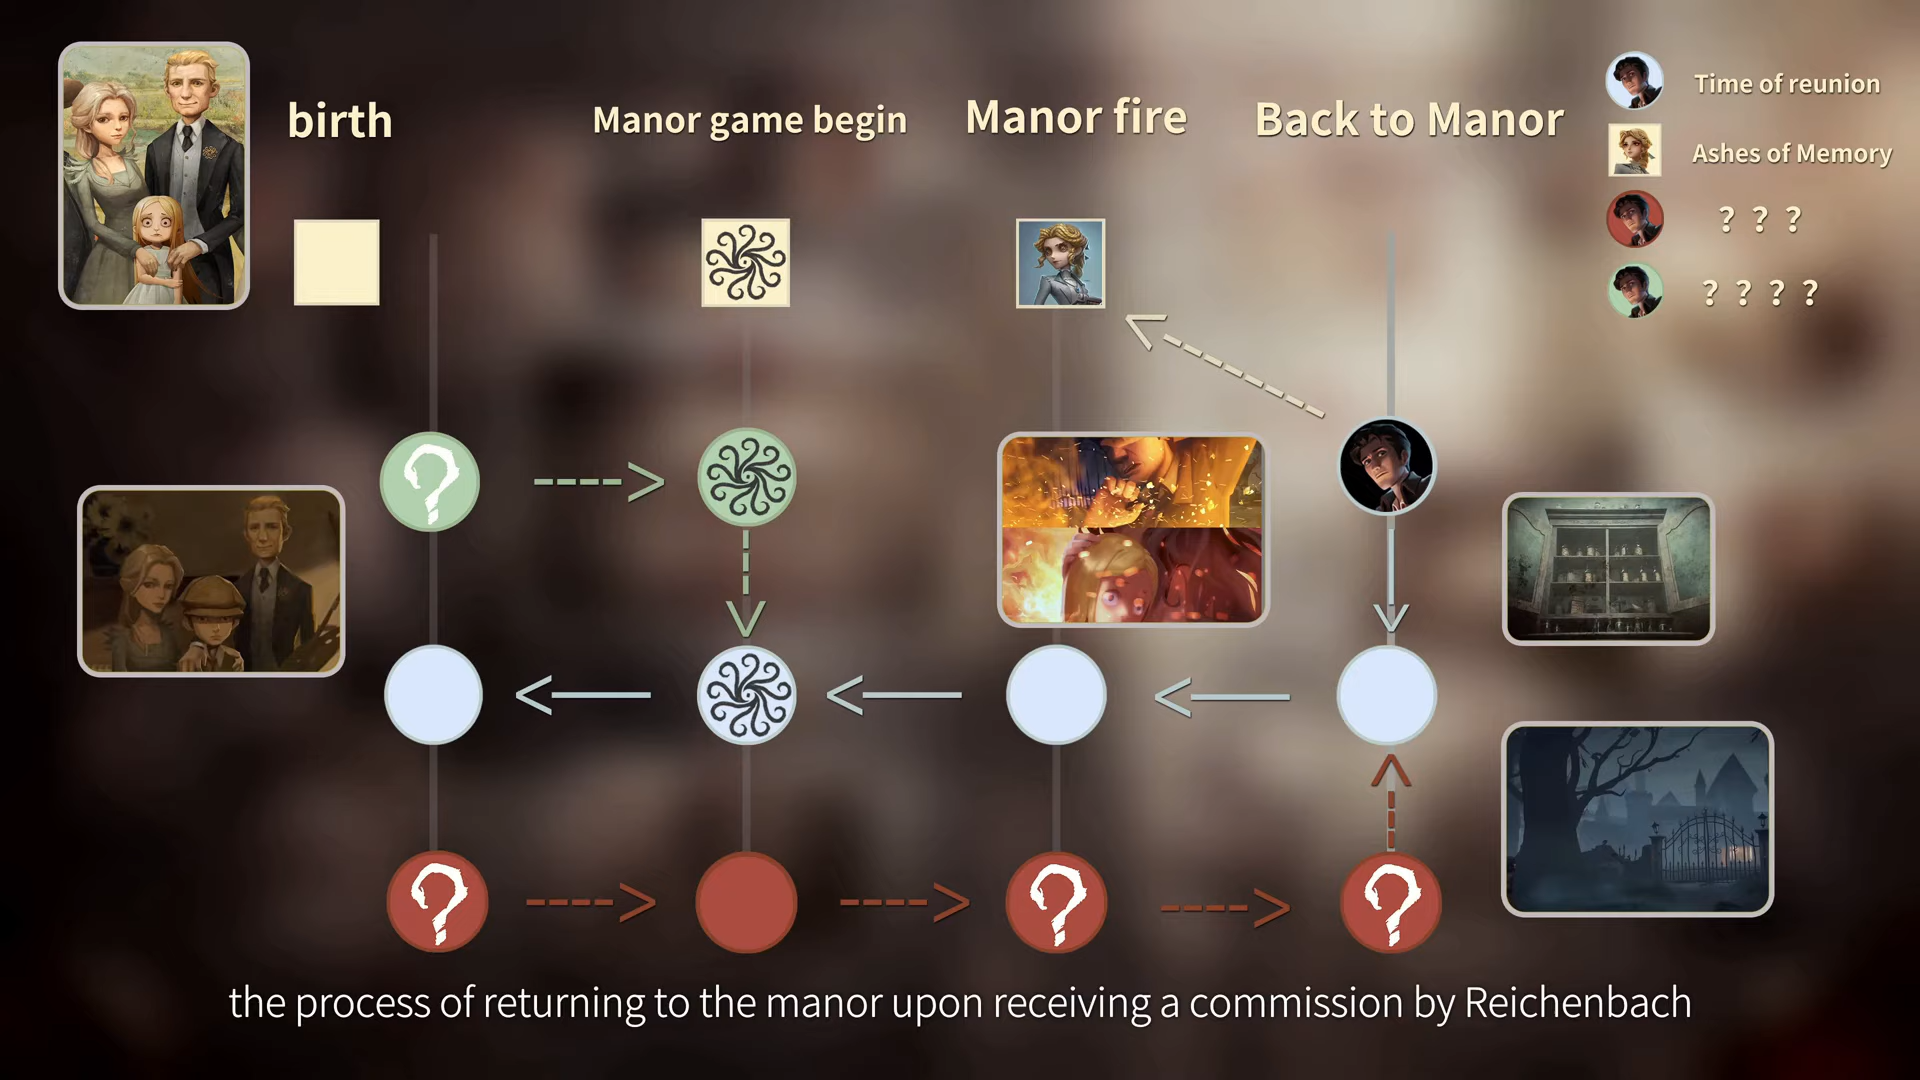 birth
Manor game begin
Manor fire
Back to Manor
Time of reunion
Ashes of Memory
? ? ?
? ? ? ?
?
?
?
?
the process of returning to the manor upon receiving a commission by Reichenbach